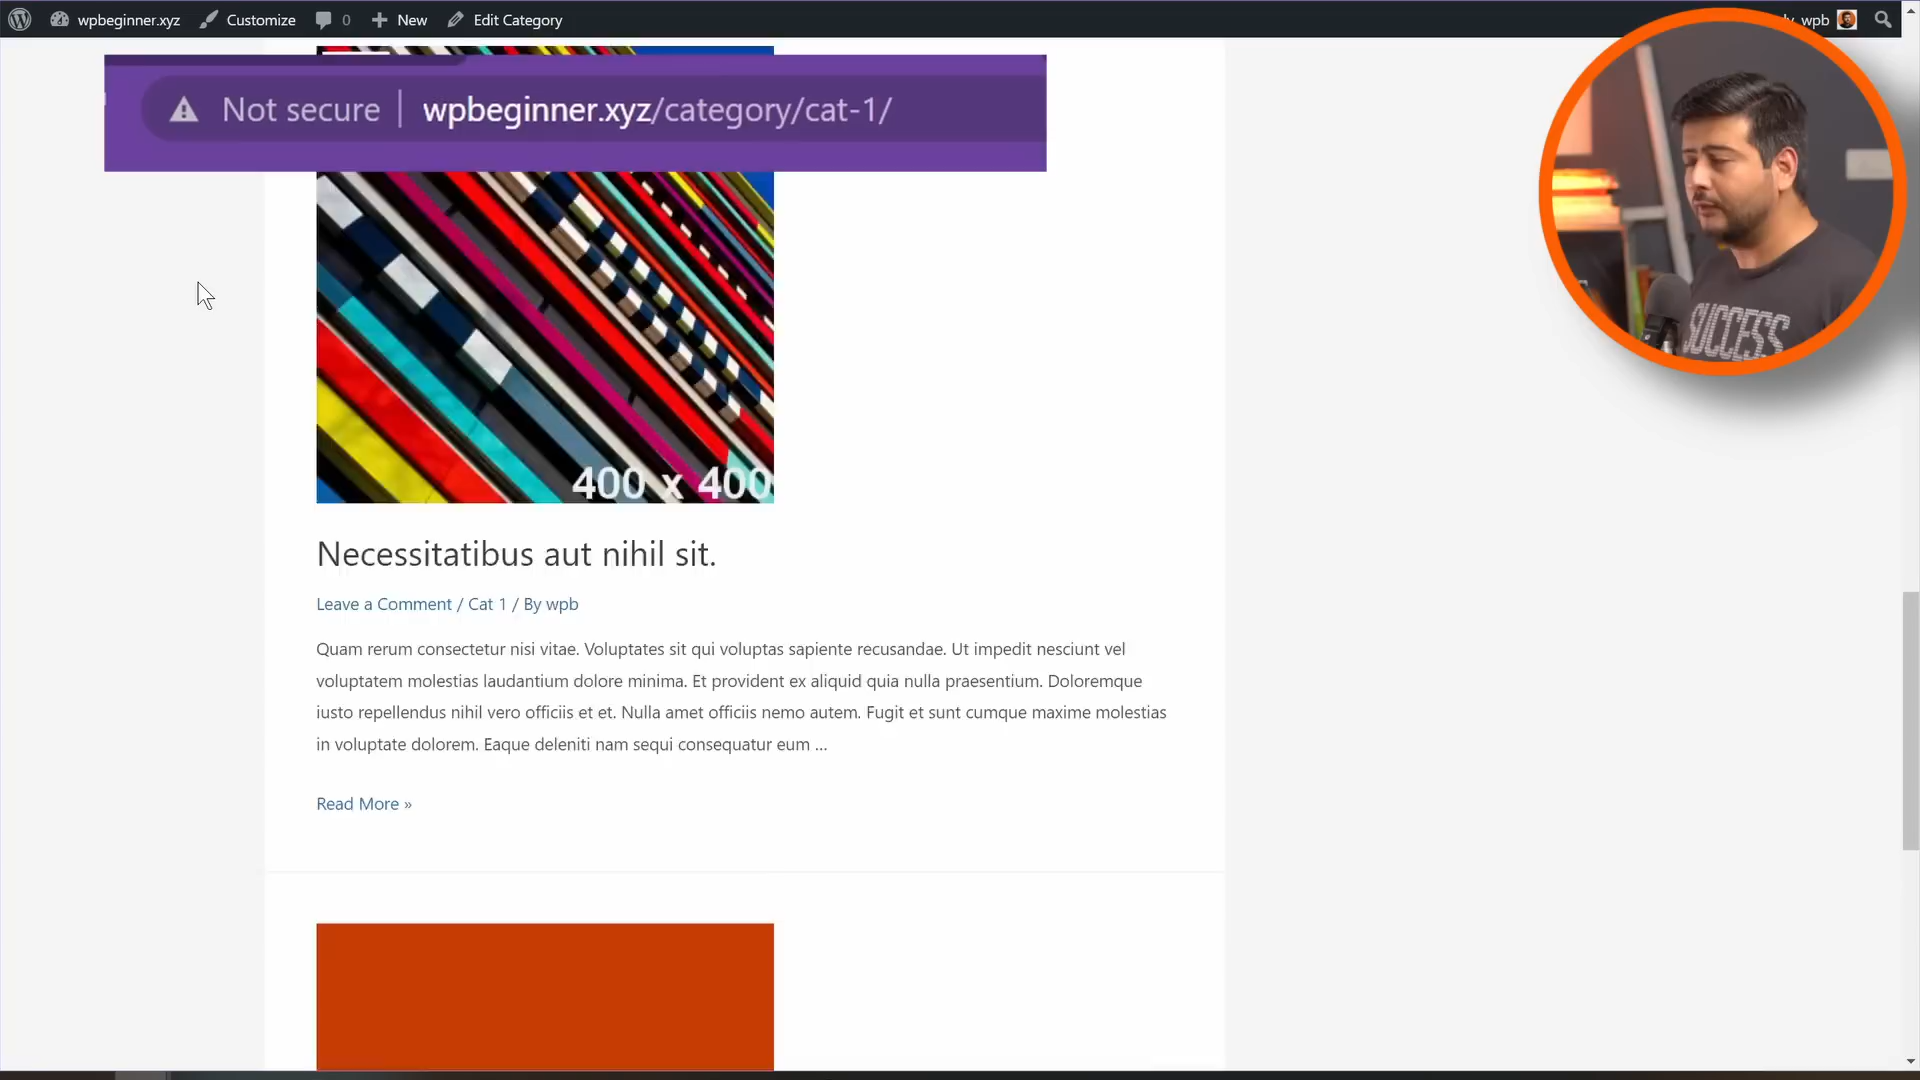 wpbeginner.xyz Customize 0 New Edit Category wpb
Not secure | wpbeginner.xyz/category/cat-1/
SUCCESS
400 x 400
Necessitatibus aut nihil sit.
Leave a Comment / Cat 1 / By wpb
Quam rerum consectetur nisi vitae. Voluptates sit qui voluptas sapiente recusandae. Ut impedit nesciunt vel
voluptatem molestias laudantium dolore minima. Et provident ex aliquid quia nulla praesentium. Doloremque
iusto repellendus nihil vero officiis et et. Nulla amet officiis nemo autem. Fugit et sunt cumque maxime molestias
in voluptate dolorem. Eaque deleniti nam sequi consequatur eum …
Read More »